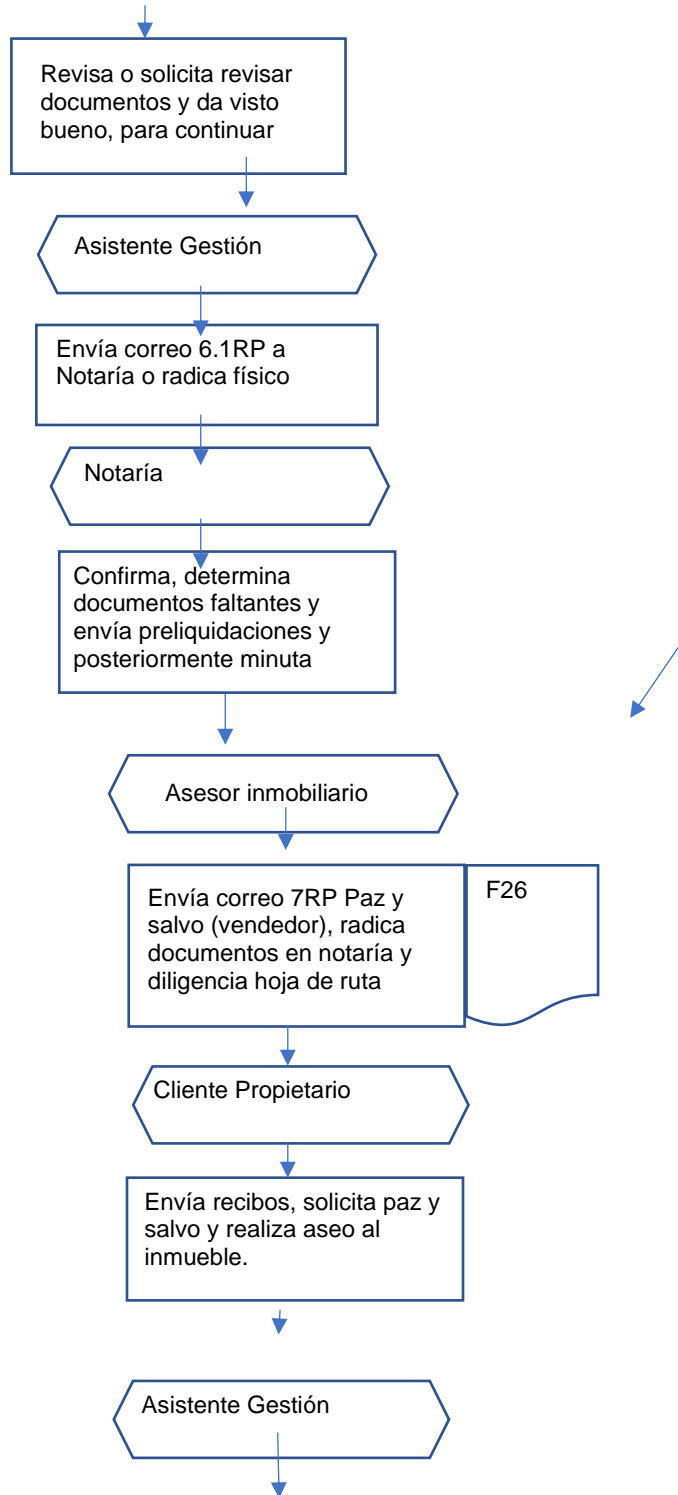 Revisa o solicita revisar
documentos y da visto
bueno, para continuar
Asistente Gestión
Envía correo 6.1RP a
Notaría o radica físico
Notaría
Confirma, determina
documentos faltantes y
envía preliquidaciones y
posteriormente minuta
Asesor inmobiliario
Envía correo 7RP Paz y
salvo (vendedor), radica
documentos en notaría y
diligencia hoja de ruta
F26
Cliente Propietario
Envía recibos, solicita paz y
salvo y realiza aseo al
inmueble.
Asistente Gestión